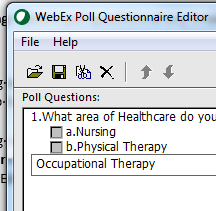 WebEx Poll Questionnaire Editor
File Edit Help
Poll Questions:
1.What area of Healthcare do you
a.Nursing
b.Physical Therapy
Occupational Therapy